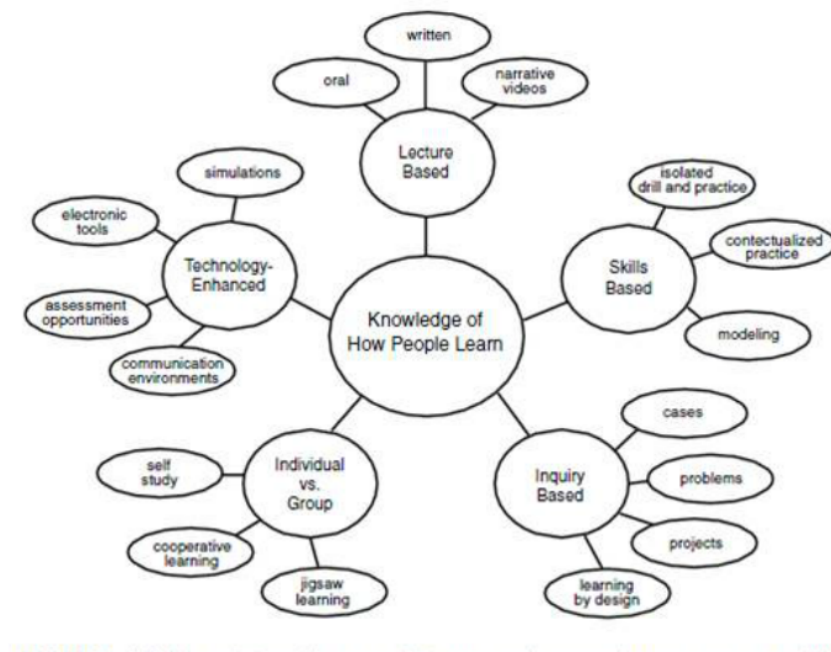 written
oral
narrative
videos
Lecture
Based
simulations
electronic
tools
Technology-
Enhanced
assessment
opportunities
communication
environments
isolated
drill and practice
contectualized
practice
Skills
Based
modeling
Knowledge of
How People Learn
self
study
Individual
vs.
Group
cooperative
learning
jigsaw
learning
cases
Inquiry
Based
problems
projects
learning
by design